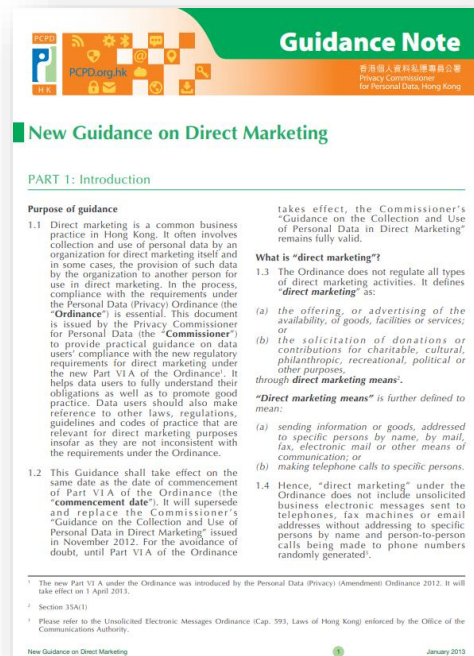 PCPD
PCPD.org.hk
HK
Guidance Note
香港個人資料私隱專員公署
Privacy Commissioner
for Personal Data, Hong Kong
New Guidance on Direct Marketing
PART 1: Introduction
Purpose of guidance
1.1 Direct marketing is a common business
practice in Hong Kong. It often involves
collection and use of personal data by an
organization for direct marketing itself and
in some cases, the provision of such data
by the organization to another person for
use in direct marketing. In the process,
compliance with the requirements under
the Personal Data (Privacy) Ordinance (the
"Ordinance") is essential. This document
is issued by the Privacy Commissioner
for Personal Data (the "Commissioner")
to provide practical guidance on data
users' compliance with the new regulatory
requirements for direct marketing under
the new Part VIA of the Ordinance¹. It
helps data users to fully understand their
obligations as well as to promote good
practice. Data users should also make
reference to other laws, regulations,
guidelines and codes of practice that are
relevant for direct marketing purposes
insofar as they are not inconsistent with
the requirements under the Ordinance.
1.2 This Guidance shall take effect on the
same date as the date of commencement
of Part VIA of the Ordinance (the
"commencement date"). It will supersede
and replace the Commissioner's
"Guidance on the Collection and Use of
Personal Data in Direct Marketing" issued
in November 2012. For the avoidance of
doubt, until Part VIA of the Ordinance
takes effect, the Commissioner's
"Guidance on the Collection and Use
of Personal Data in Direct Marketing"
remains fully valid.
What is "direct marketing"?
1.3 The Ordinance does not regulate all types
of direct marketing activities. It defines
"direct marketing" as:
(a) the offering, or advertising of the
availability, of goods, facilities or services;
or
(b) the solicitation of donations or
contributions for charitable, cultural,
philanthropic, recreational, political or
other purposes,
through direct marketing means².
"Direct marketing means" is further defined to
mean:
(a) sending information or goods, addressed
to specific persons by name, by mail,
fax, electronic mail or other means of
communication; or
(b) making telephone calls to specific persons.
1.4 Hence, "direct marketing" under the
Ordinance does not include unsolicited
business electronic messages sent to
telephones, fax machines or email
addresses without addressing to specific
persons by name and person-to-person
calls being made to phone numbers
randomly generated³.
¹ The new Part VI A under the Ordinance was introduced by the Personal Data (Privacy) (Amendment) Ordinance 2012. It will
take effect on 1 April 2013.
² Section 35A(1)
³ Please refer to the Unsolicited Electronic Messages Ordinance (Cap. 593, Laws of Hong Kong) enforced by the Office of the
Communications Authority.
New Guidance on Direct Marketing
1
January 2013